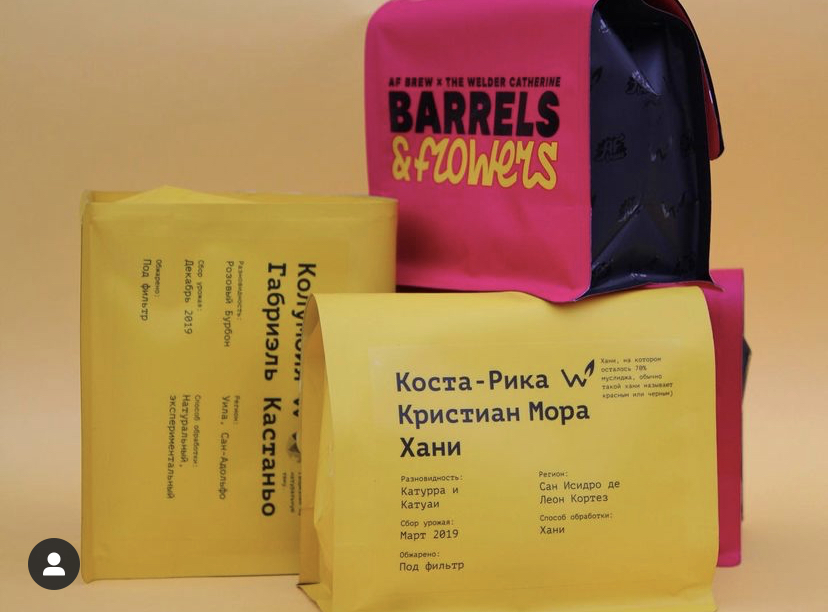 AF BREW × THE WELDER CATHERINE
BARRELS
& flowers
Колумбия W
Габриэль Кастаньо
Разновидность:
Розовый Бурбон
Сбор урожая:
Декабрь 2019
Обжарено:
Под фильтр
Регион:
Уила, Сан-Адольфо
Способ обработки:
Натуральный,
экспериментальный
Коста-Рика W
Кристиан Мора
Хани
Хани, на котором
осталось 70%
мусляджа, обычно
такой хани называют
красным или черным)
Разновидность:
Катурра и
Катуаи
Сбор урожая:
Март 2019
Обжарено:
Под фильтр
Регион:
Сан Исидро де
Леон Кортез
Способ обработки:
Хани